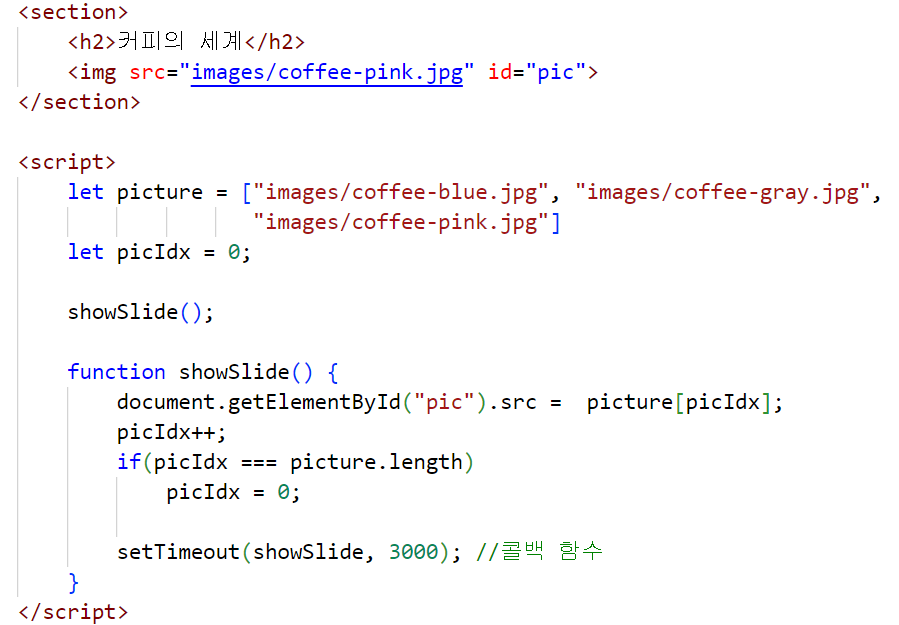 <section>
    <h2>커피의 세계</h2>
    <img src="images/coffee-pink.jpg" id="pic">
</section>

<script>
    let picture = ["images/coffee-blue.jpg", "images/coffee-gray.jpg",
                   "images/coffee-pink.jpg"]
    let picIdx = 0;

    showSlide();

    function showSlide() {
        document.getElementById("pic").src =  picture[picIdx];
        picIdx++;
        if(picIdx === picture.length)
            picIdx = 0;

        setTimeout(showSlide, 3000); //콜백 함수
    }
</script>